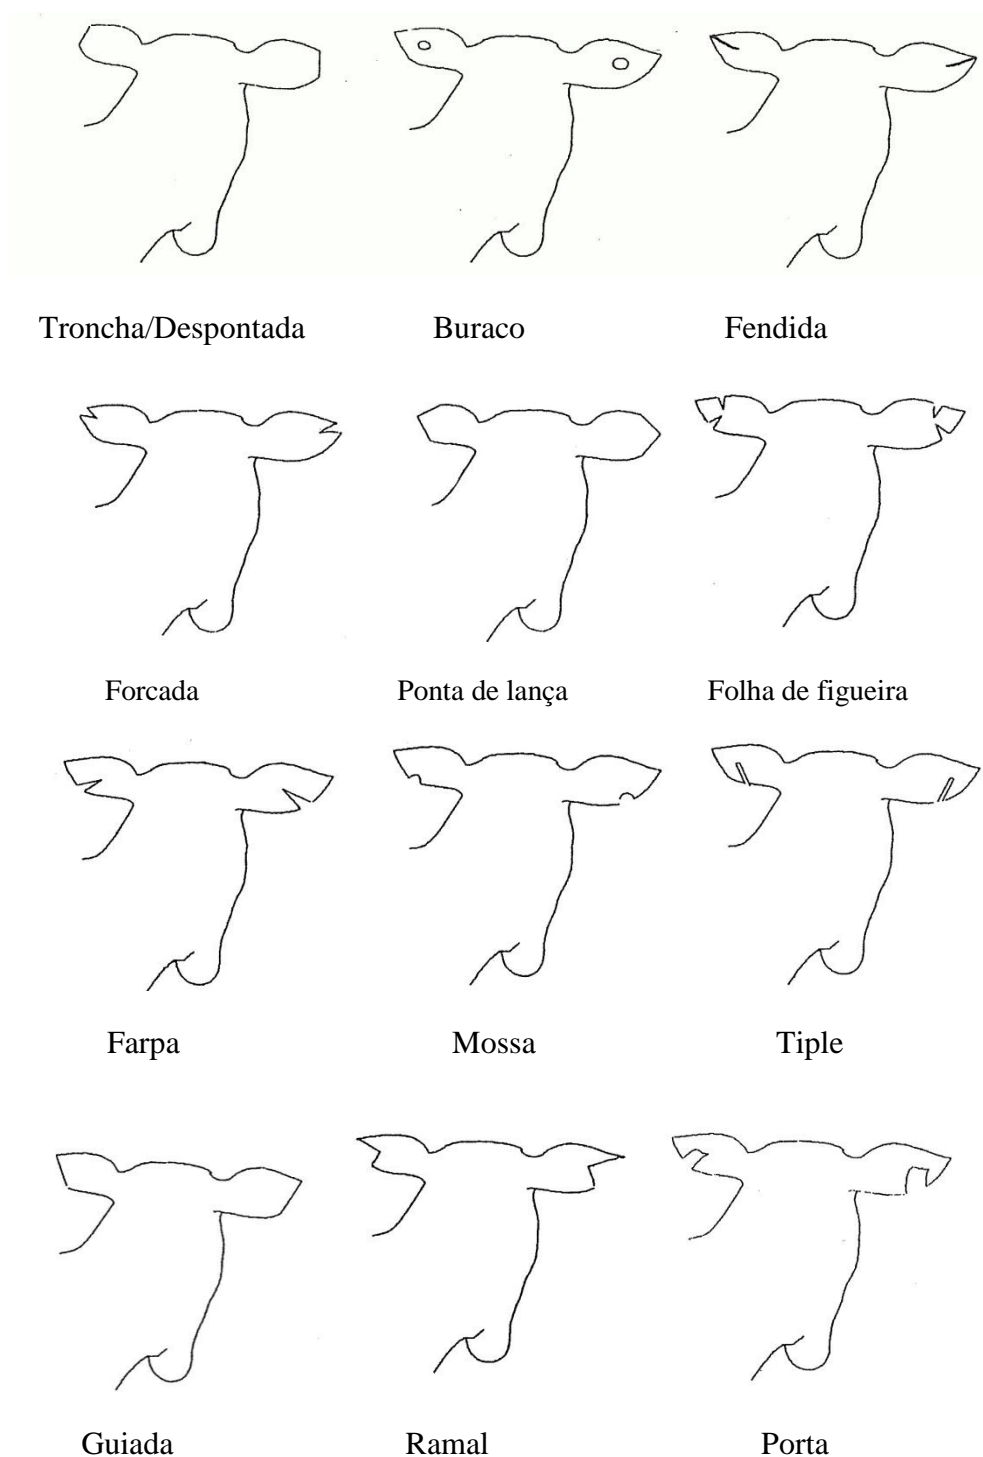 Troncha/Despontada Buraco Fendida
Forcada Ponta de lança Folha de figueira
Farpa Mossa Tiple
Guiada Ramal Porta